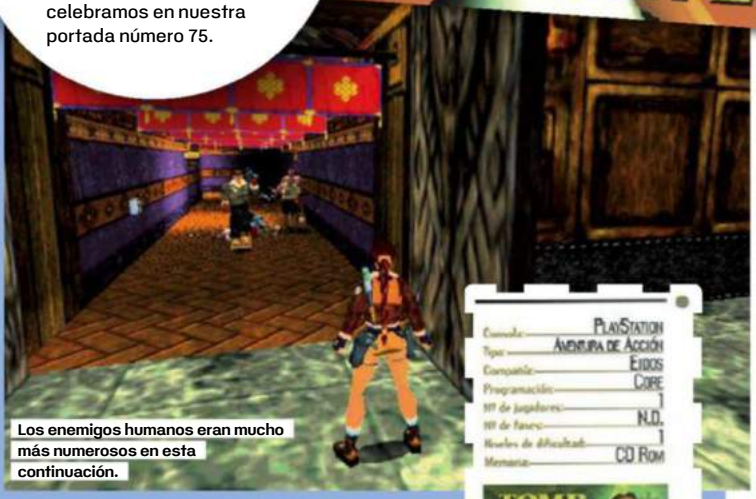 celebramos en nuestra
portada número 75.
Los enemigos humanos eran mucho
más numerosos en esta
continuación.
Consola: PlayStation
Tipo: Aventura de Acción
Compañía: Eidos
Programación: Core
Nº de jugadores: 1
Nº de fases: N.D.
Niveles de dificultad: 1
Memoria: CD Rom
TOMB